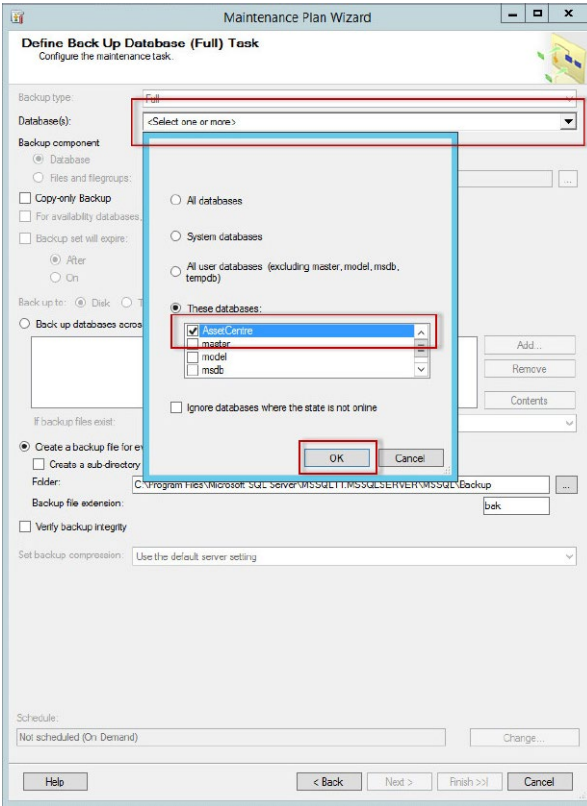 Maintenance Plan Wizard
Define Back Up Database (Full) Task
Configure the maintenance task.
Backup type:
Full
Database(s):
<Select one or more>
Backup component
Database
Files and filegroups:
...
Copy-only Backup
For availability databases,
Backup set will expire:
After
On
Back up to:
Disk
Back up databases acros
Add...
Remove
Contents
If backup files exist:
All databases
System databases
All user databases (excluding master, model, msdb,
tempdb)
These databases:
AssetCentre
master
model
msdb
Ignore databases where the state is not online
OK
Cancel
Create a backup file for ev
Create a sub-directory
Folder:
C:\Program Files\Microsoft SQL Server\MSSQL11.MSSQLSERVER\MSSQL\Backup
...
Backup file extension:
bak
Verify backup integrity
Set backup compression:
Use the default server setting
Schedule:
Not scheduled (On Demand)
Change...
Help
< Back
Next >
Finish >>|
Cancel